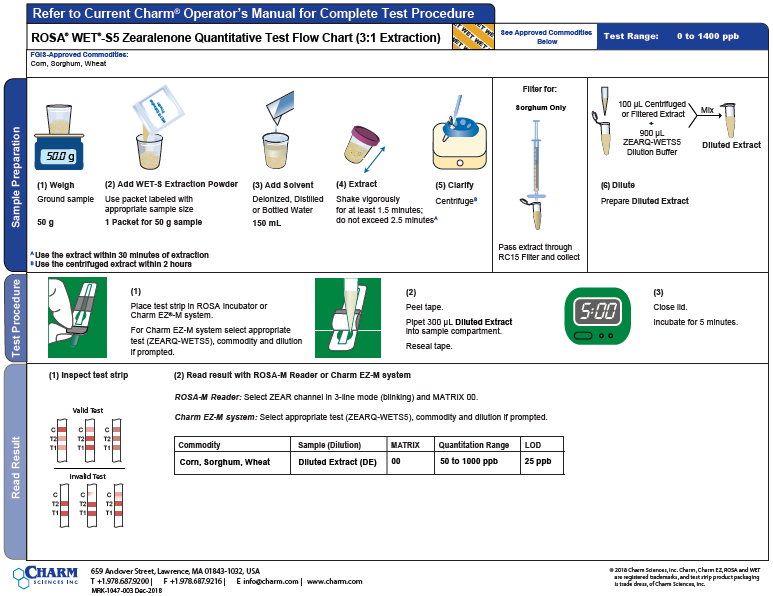 Refer to Current Charm® Operator's Manual for Complete Test Procedure
ROSA® WET®-S5 Zearalenone Quantitative Test Flow Chart (3:1 Extraction)
WET WET WET
See Approved Commodities
Below
Test Range: 0 to 1400 ppb
FGIS-Approved Commodities:
Corn, Sorghum, Wheat
Sample Preparation
50.0 g
(1) Weigh
Ground sample
50 g
(2) Add WET-S Extraction Powder
Use packet labeled with
appropriate sample size
1 Packet for 50 g sample
(3) Add Solvent
Deionized, Distilled
or Bottled Water
150 mL
(4) Extract
Shake vigorously
for at least 1.5 minutes;
do not exceed 2.5 minutesA
(5) Clarify
CentrifugeB
A Use the extract within 30 minutes of extraction
B Use the centrifuged extract within 2 hours
Filter for:
Sorghum Only
Pass extract through
RC15 Filter and collect
100 µL Centrifuged
or Filtered Extract
+
900 µL
ZEARQ-WETS5
Dilution Buffer
Mix
Diluted Extract
(6) Dilute
Prepare Diluted Extract
Test Procedure
(1)
Place test strip in ROSA Incubator or
Charm EZ®-M system.
For Charm EZ-M system select appropriate
test (ZEARQ-WETS5), commodity and dilution
if prompted.
(2)
Peel tape.
Pipet 300 µL Diluted Extract
into sample compartment.
Reseal tape.
5:00
(3)
Close lid.
Incubate for 5 minutes.
Read Result
(1) Inspect test strip
Valid Test
C C C
T2 T2 T2
T1 T1 T1
Invalid Test
C C C
T2 T2 T2
T1 T1 T1
(2) Read result with ROSA-M Reader or Charm EZ-M system
ROSA-M Reader: Select ZEAR channel in 3-line mode (blinking) and MATRIX 00.
Charm EZ-M system: Select appropriate test (ZEARQ-WETS5), commodity and dilution if prompted.
Commodity Sample (Dilution) MATRIX Quantitation Range LOD
Corn, Sorghum, Wheat Diluted Extract (DE) 00 50 to 1000 ppb 25 ppb
CHARM
SCIENCES INC
659 Andover Street, Lawrence, MA 01843-1032, USA
T +1.978.687.9200 | F +1.978.687.9216 | E info@charm.com | www.charm.com
MRK-1047-003 Dec-2018
© 2018 Charm Sciences, Inc. Charm, Charm EZ, ROSA and WET
are registered trademarks, and test strip product packaging
is trade dress, of Charm Sciences, Inc.